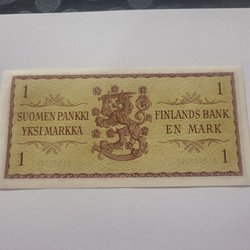 1 1
SUOMEN PANKKI FINLANDS BANK
YKSI MARKKA EN MARK
1 1